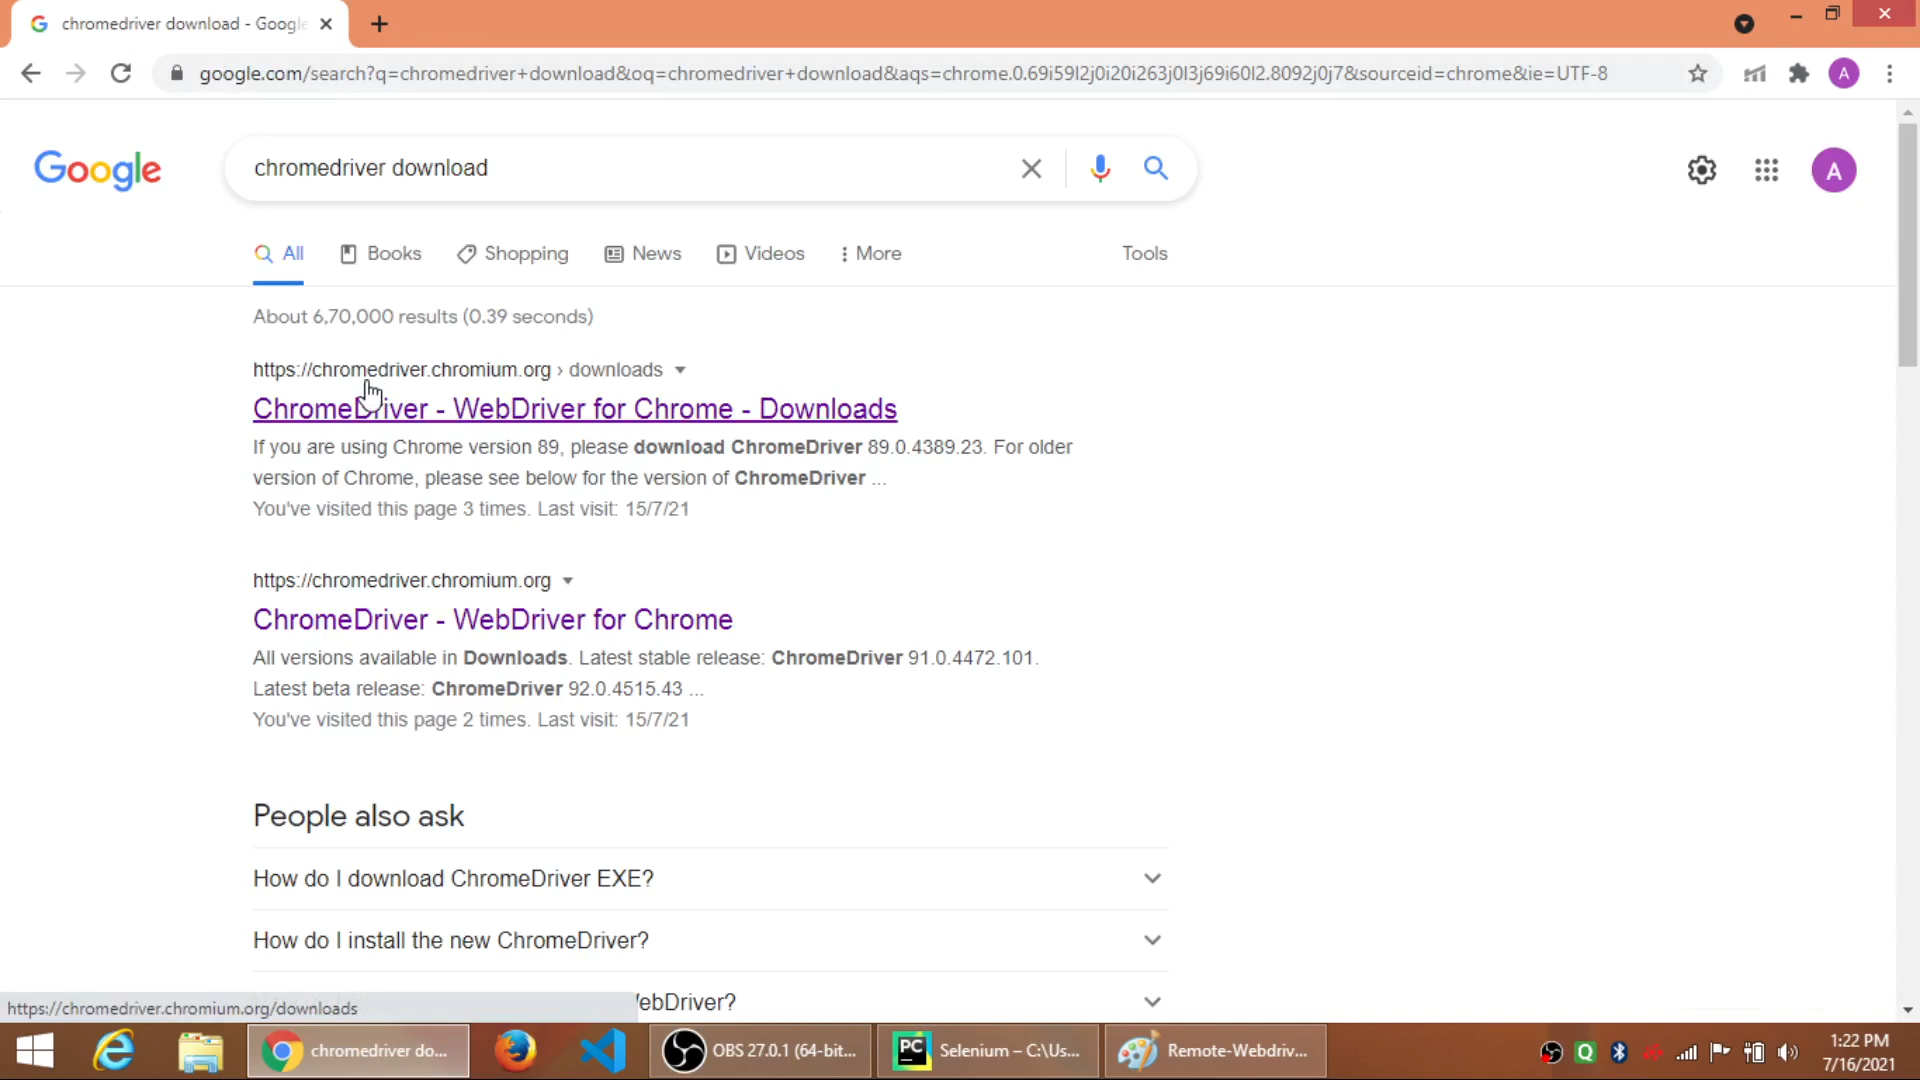 chromedriver download - Google
google.com/search?q=chromedriver+download&oq=chromedriver+download&aqs=chrome.0.69i59l2j0i20i263j0l3j69i60l2.8092j0j7&sourceid=chrome&ie=UTF-8
A
Google
chromedriver download
A
All
Books
Shopping
News
Videos
More
Tools
About 6,70,000 results (0.39 seconds)
https://chromedriver.chromium.org › downloads
ChromeDriver - WebDriver for Chrome - Downloads
If you are using Chrome version 89, please download ChromeDriver 89.0.4389.23. For older
version of Chrome, please see below for the version of ChromeDriver ...
You've visited this page 3 times. Last visit: 15/7/21
https://chromedriver.chromium.org
ChromeDriver - WebDriver for Chrome
All versions available in Downloads. Latest stable release: ChromeDriver 91.0.4472.101.
Latest beta release: ChromeDriver 92.0.4515.43 ...
You've visited this page 2 times. Last visit: 15/7/21
People also ask
How do I download ChromeDriver EXE?
How do I install the new ChromeDriver?
ebDriver?
https://chromedriver.chromium.org/downloads
chromedriver do...
OBS 27.0.1 (64-bit...
PC
Selenium – C:\Us...
Remote-Webdriv...
Q
1:22 PM
7/16/2021